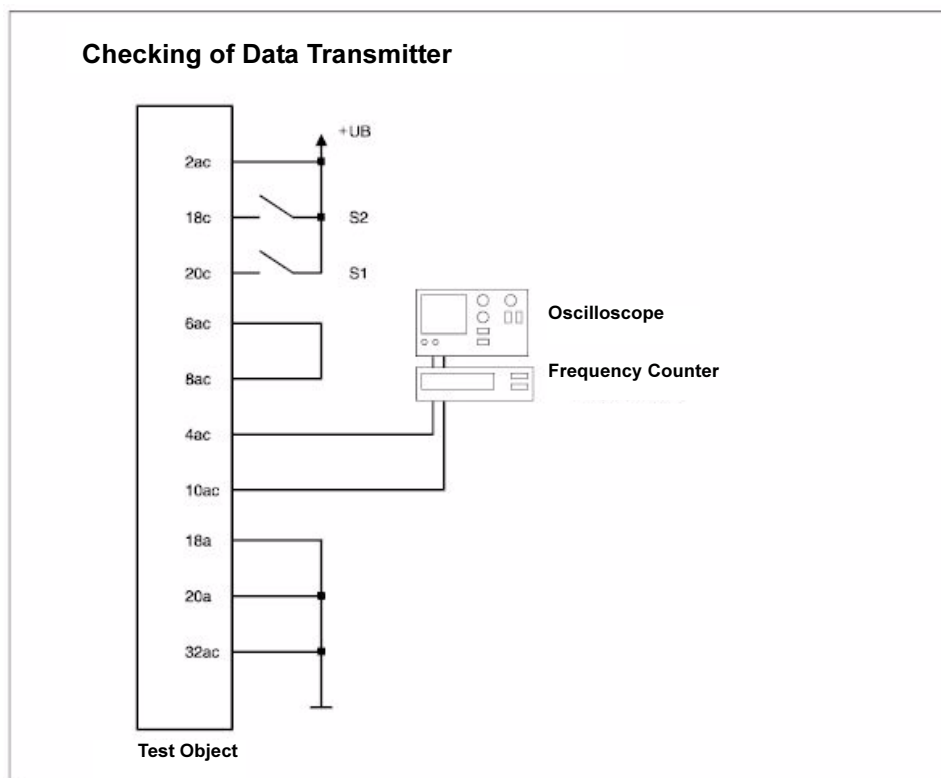 Checking of Data Transmitter
+UB
2ac
18c
S2
20c
S1
6ac
Oscilloscope
8ac
Frequency Counter
4ac
10ac
18a
20a
32ac
Test Object